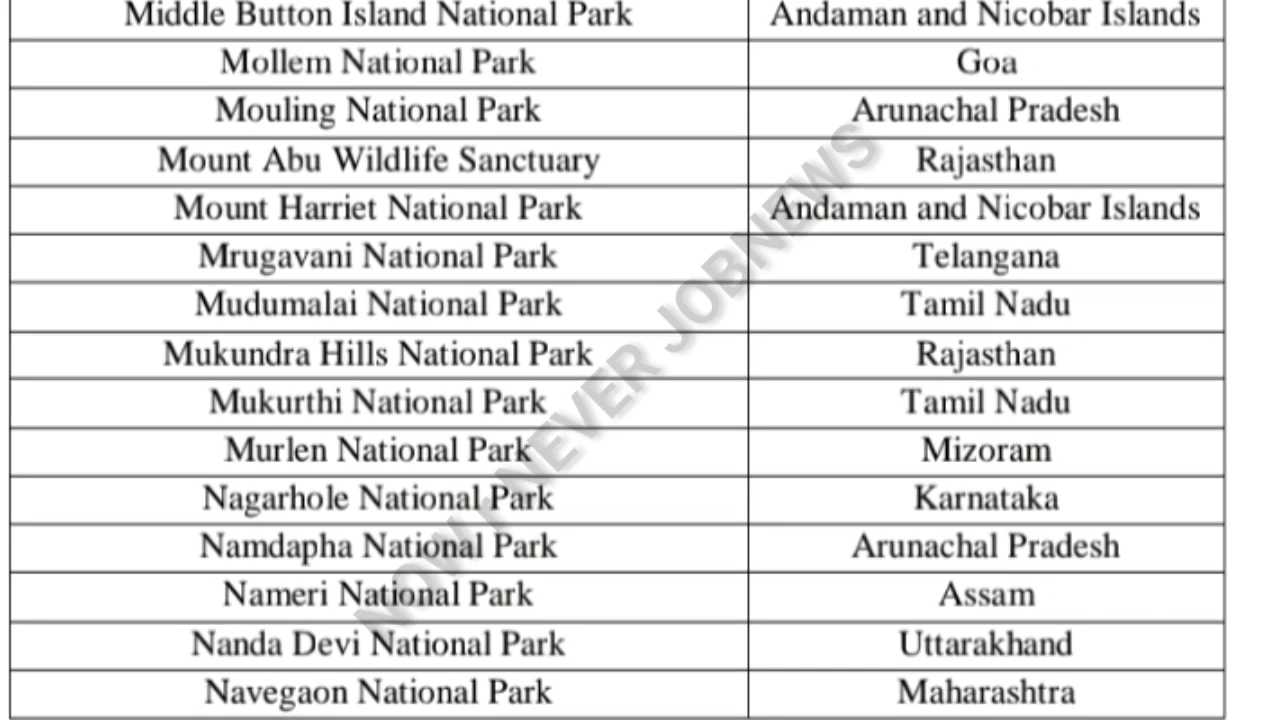 Middle Button Island National Park Andaman and Nicobar Islands
Mollem National Park Goa
Mouling National Park Arunachal Pradesh
Mount Abu Wildlife Sanctuary Rajasthan
Mount Harriet National Park Andaman and Nicobar Islands
Mrugavani National Park Telangana
Mudumalai National Park Tamil Nadu
Mukundra Hills National Park Rajasthan
Mukurthi National Park Tamil Nadu
Murlen National Park Mizoram
Nagarhole National Park Karnataka
Namdapha National Park Arunachal Pradesh
Nameri National Park Assam
Nanda Devi National Park Uttarakhand
Navegaon National Park Maharashtra
NOW r NEVER JOBNEWS